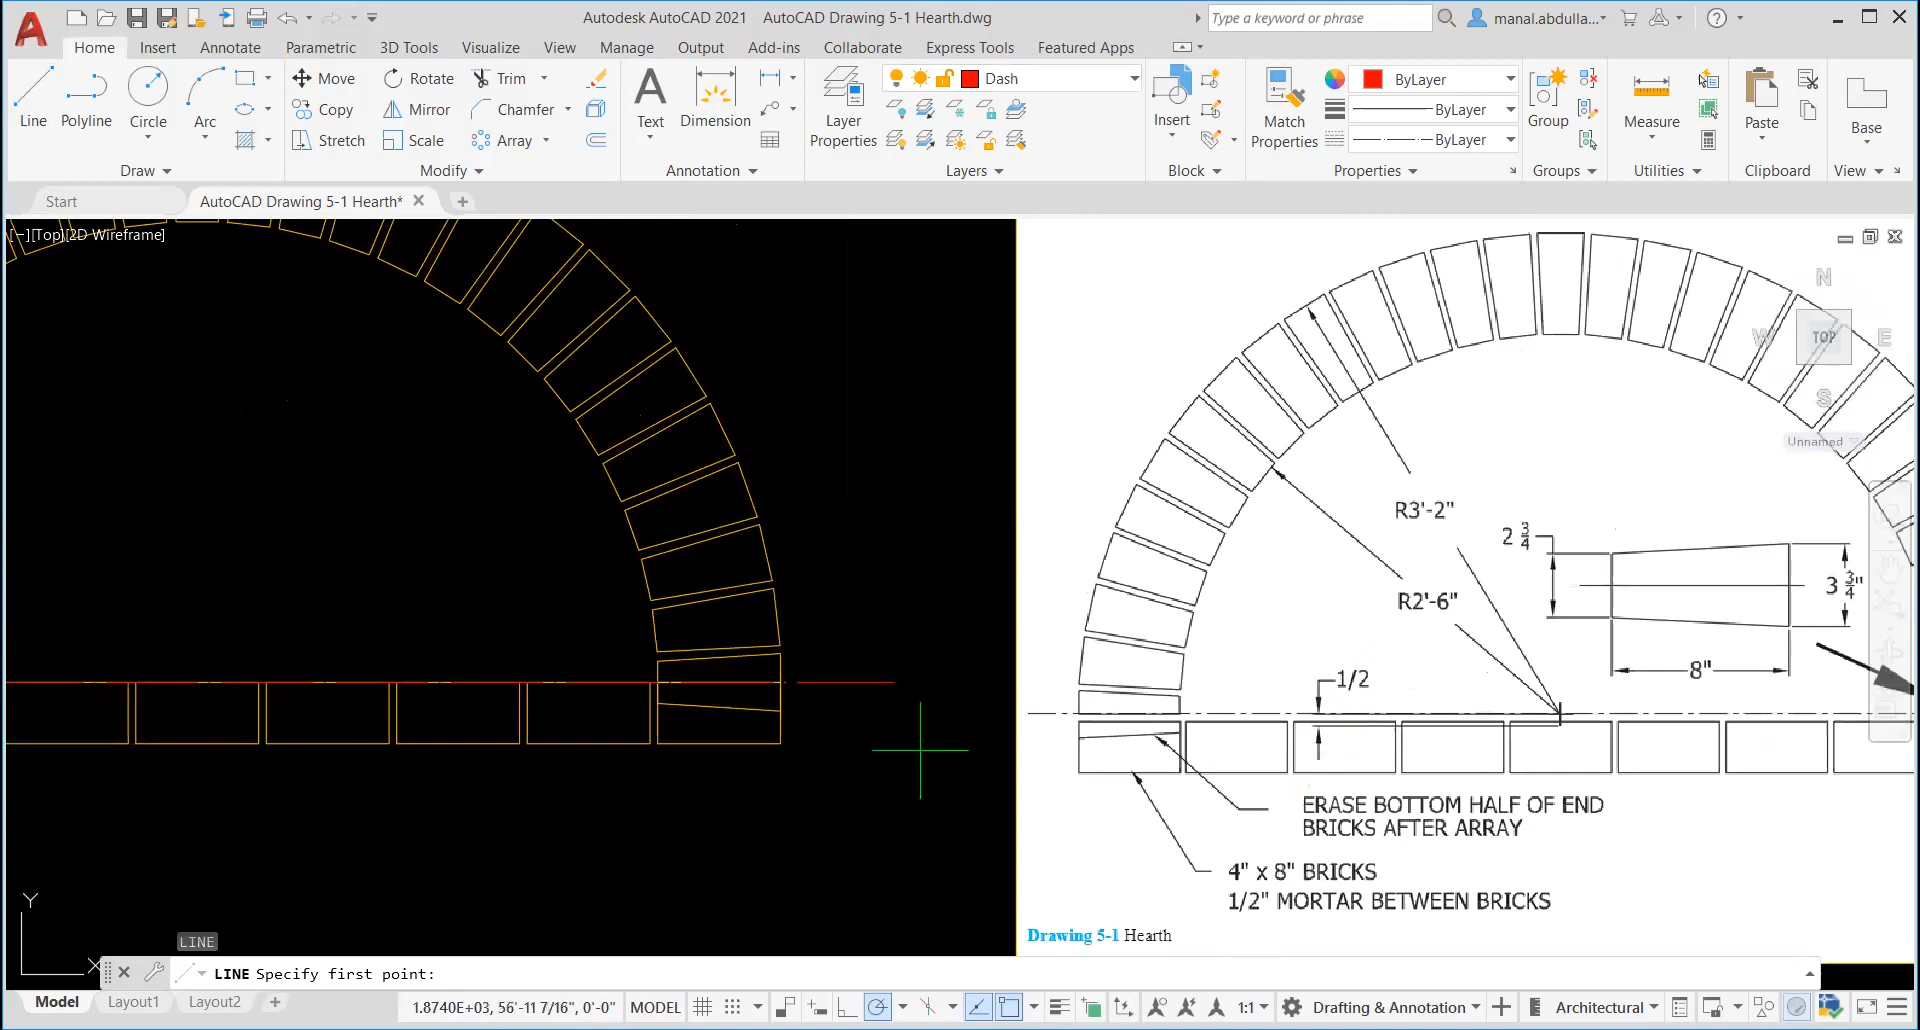 Autodesk AutoCAD 2021 AutoCAD Drawing 5-1 Hearth.dwg
Type a keyword or phrase
manal.abdulla...
Home Insert Annotate Parametric 3D Tools Visualize View Manage Output Add-ins Collaborate Express Tools Featured Apps
Line Polyline Circle Arc
Move Rotate Trim
Copy Mirror Chamfer
Stretch Scale Array
Text Dimension
Layer Properties
Dash
Insert
Match Properties
ByLayer
ByLayer
ByLayer
Group
Measure
Paste
Base
Draw Modify Annotation Layers Block Properties Groups Utilities Clipboard View
Start AutoCAD Drawing 5-1 Hearth*
[−][Top][2D Wireframe]
N
W TOP E
S
Unnamed
R3'-2"
2 3/4
3 3/4"
R2'-6"
8"
1/2
ERASE BOTTOM HALF OF END
BRICKS AFTER ARRAY
4" x 8" BRICKS
1/2" MORTAR BETWEEN BRICKS
Drawing 5-1 Hearth
Y
X
LINE
LINE Specify first point:
Model Layout1 Layout2
1.8740E+03, 56'-11 7/16", 0'-0" MODEL
1:1 Drafting & Annotation Architectural